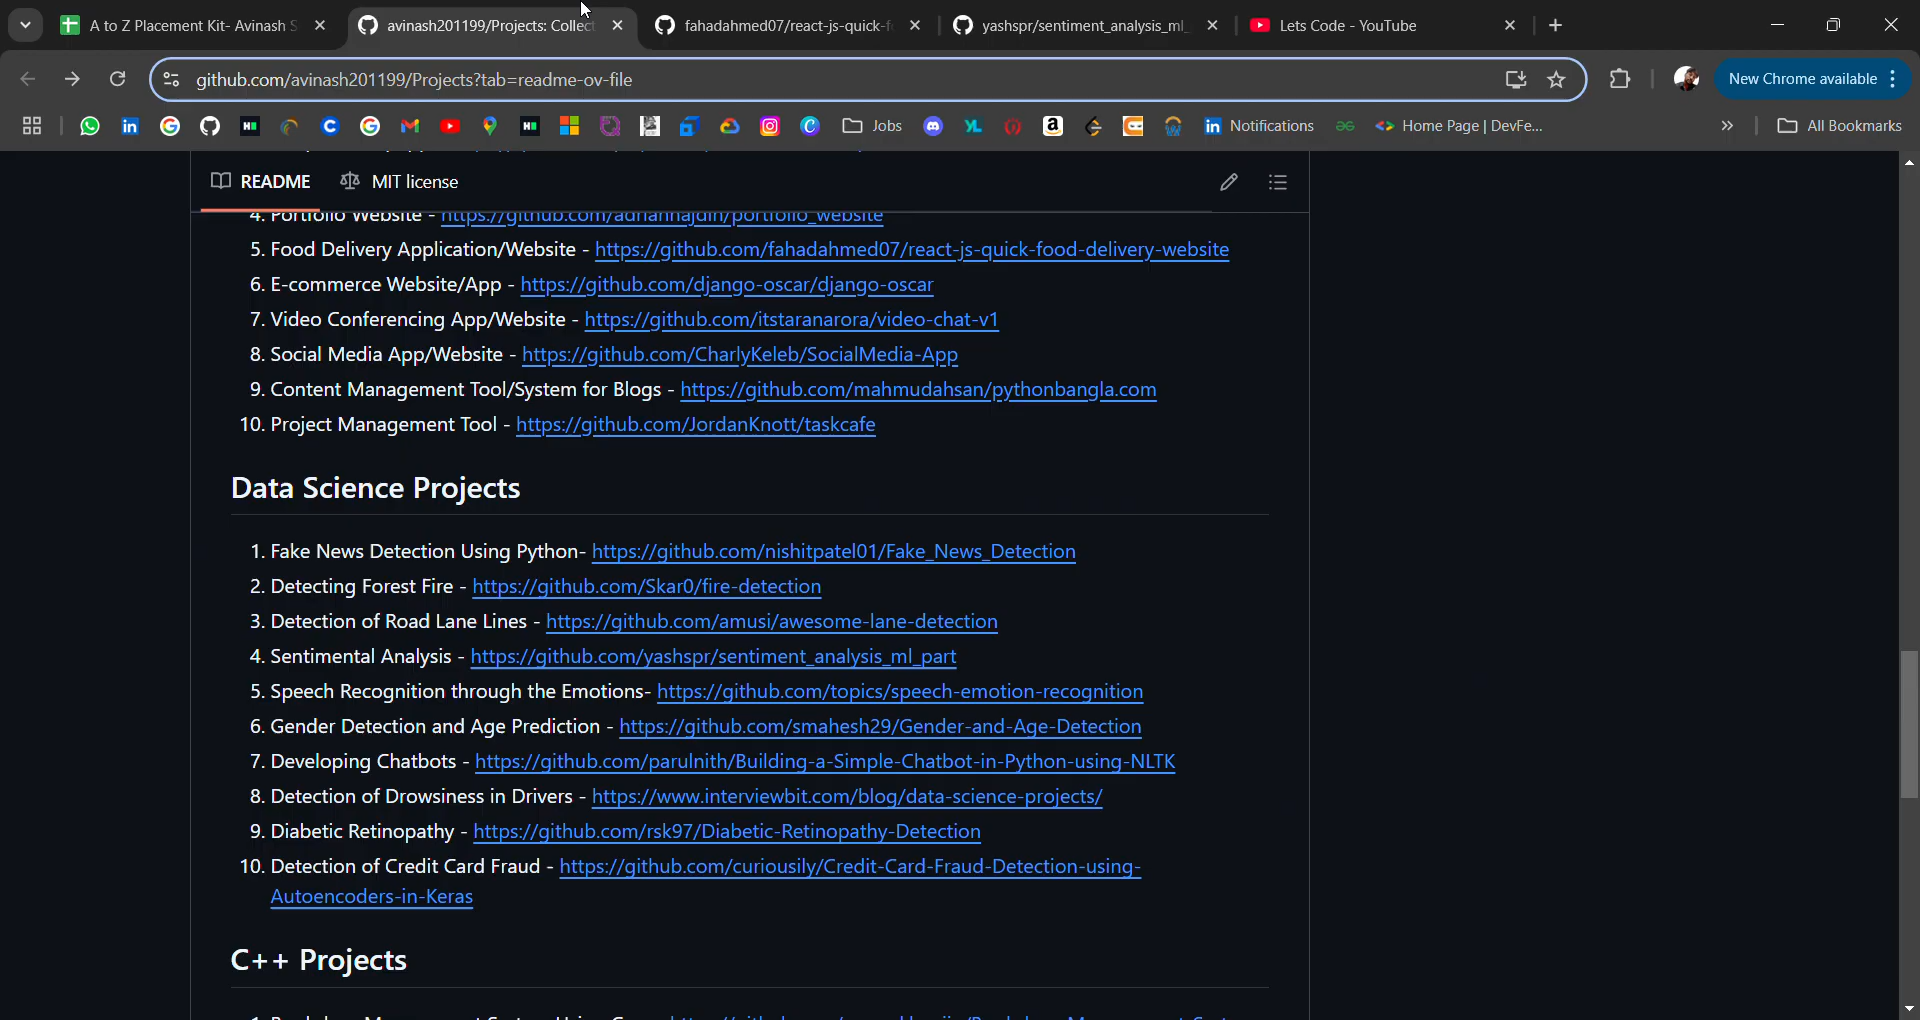 A to Z Placement Kit- Avinash S
avinash201199/Projects: Collect
fahadahmed07/react-js-quick-f
yashspr/sentiment_analysis_ml_
Lets Code - YouTube
github.com/avinash201199/Projects?tab=readme-ov-file
New Chrome available
Jobs
Notifications
Home Page | DevFe...
All Bookmarks
README
MIT license
4. Portfolio Website - https://github.com/adrianhajdin/portfolio_website
5. Food Delivery Application/Website - https://github.com/fahadahmed07/react-js-quick-food-delivery-website
6. E-commerce Website/App - https://github.com/django-oscar/django-oscar
7. Video Conferencing App/Website - https://github.com/itstaranarora/video-chat-v1
8. Social Media App/Website - https://github.com/CharlyKeleb/SocialMedia-App
9. Content Management Tool/System for Blogs - https://github.com/mahmudahsan/pythonbangla.com
10. Project Management Tool - https://github.com/JordanKnott/taskcafe
Data Science Projects
1. Fake News Detection Using Python- https://github.com/nishitpatel01/Fake_News_Detection
2. Detecting Forest Fire - https://github.com/Skar0/fire-detection
3. Detection of Road Lane Lines - https://github.com/amusi/awesome-lane-detection
4. Sentimental Analysis - https://github.com/yashspr/sentiment_analysis_ml_part
5. Speech Recognition through the Emotions- https://github.com/topics/speech-emotion-recognition
6. Gender Detection and Age Prediction - https://github.com/smahesh29/Gender-and-Age-Detection
7. Developing Chatbots - https://github.com/parulnith/Building-a-Simple-Chatbot-in-Python-using-NLTK
8. Detection of Drowsiness in Drivers - https://www.interviewbit.com/blog/data-science-projects/
9. Diabetic Retinopathy - https://github.com/rsk97/Diabetic-Retinopathy-Detection
10. Detection of Credit Card Fraud - https://github.com/curiousily/Credit-Card-Fraud-Detection-using-
Autoencoders-in-Keras
C++ Projects